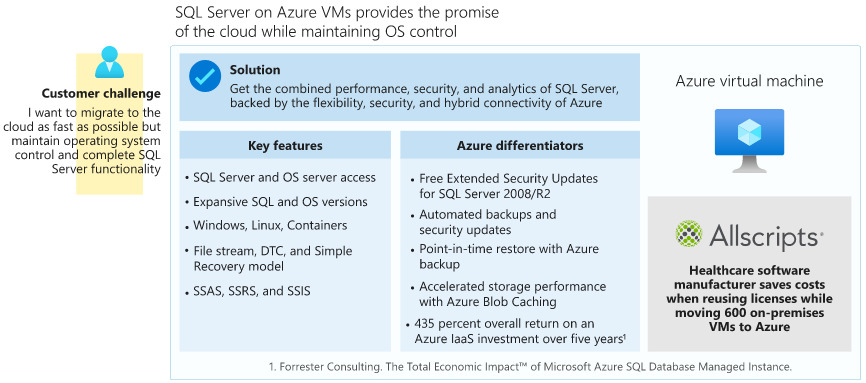 SQL Server on Azure VMs provides the promise
of the cloud while maintaining OS control
Customer challenge
I want to migrate to the
cloud as fast as possible but
maintain operating system
control and complete SQL
Server functionality
Solution
Get the combined performance, security, and analytics of SQL Server,
backed by the flexibility, security, and hybrid connectivity of Azure
Key features
• SQL Server and OS server access
• Expansive SQL and OS versions
• Windows, Linux, Containers
• File stream, DTC, and Simple
Recovery model
• SSAS, SSRS, and SSIS
Azure differentiators
• Free Extended Security Updates
for SQL Server 2008/R2
• Automated backups and
security updates
• Point-in-time restore with Azure
backup
• Accelerated storage performance
with Azure Blob Caching
• 435 percent overall return on an
Azure IaaS investment over five years¹
Azure virtual machine
Allscripts®
Healthcare software
manufacturer saves costs
when reusing licenses while
moving 600 on-premises
VMs to Azure
1. Forrester Consulting. The Total Economic Impact™ of Microsoft Azure SQL Database Managed Instance.